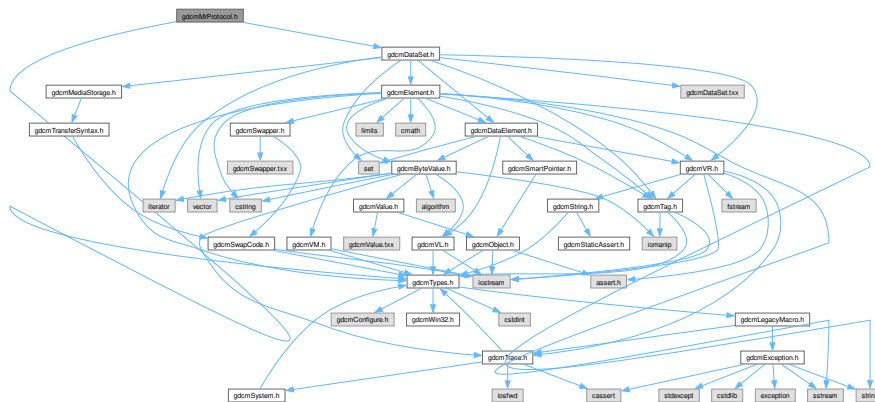 gdcmMrProtocol.h
gdcmDataSet.h
gdcmMediaStorage.h
gdcmElement.h
gdcmDataSet.txx
gdcmTransferSyntax.h
gdcmSwapper.h
limits
cmath
gdcmDataElement.h
gdcmSwapper.txx
set
gdcmByteValue.h
gdcmSmartPointer.h
gdcmVR.h
iterator
vector
cstring
gdcmValue.h
algorithm
gdcmString.h
gdcmTag.h
fstream
gdcmSwapCode.h
gdcmVM.h
gdcmValue.txx
gdcmVL.h
gdcmObject.h
gdcmStaticAssert.h
iomanip
gdcmTypes.h
iostream
assert.h
gdcmConfigure.h
gdcmWin32.h
cstdint
gdcmLegacyMacro.h
gdcmTrace.h
gdcmException.h
gdcmSystem.h
iosfwd
cassert
stdexcept
cstdlib
exception
sstream